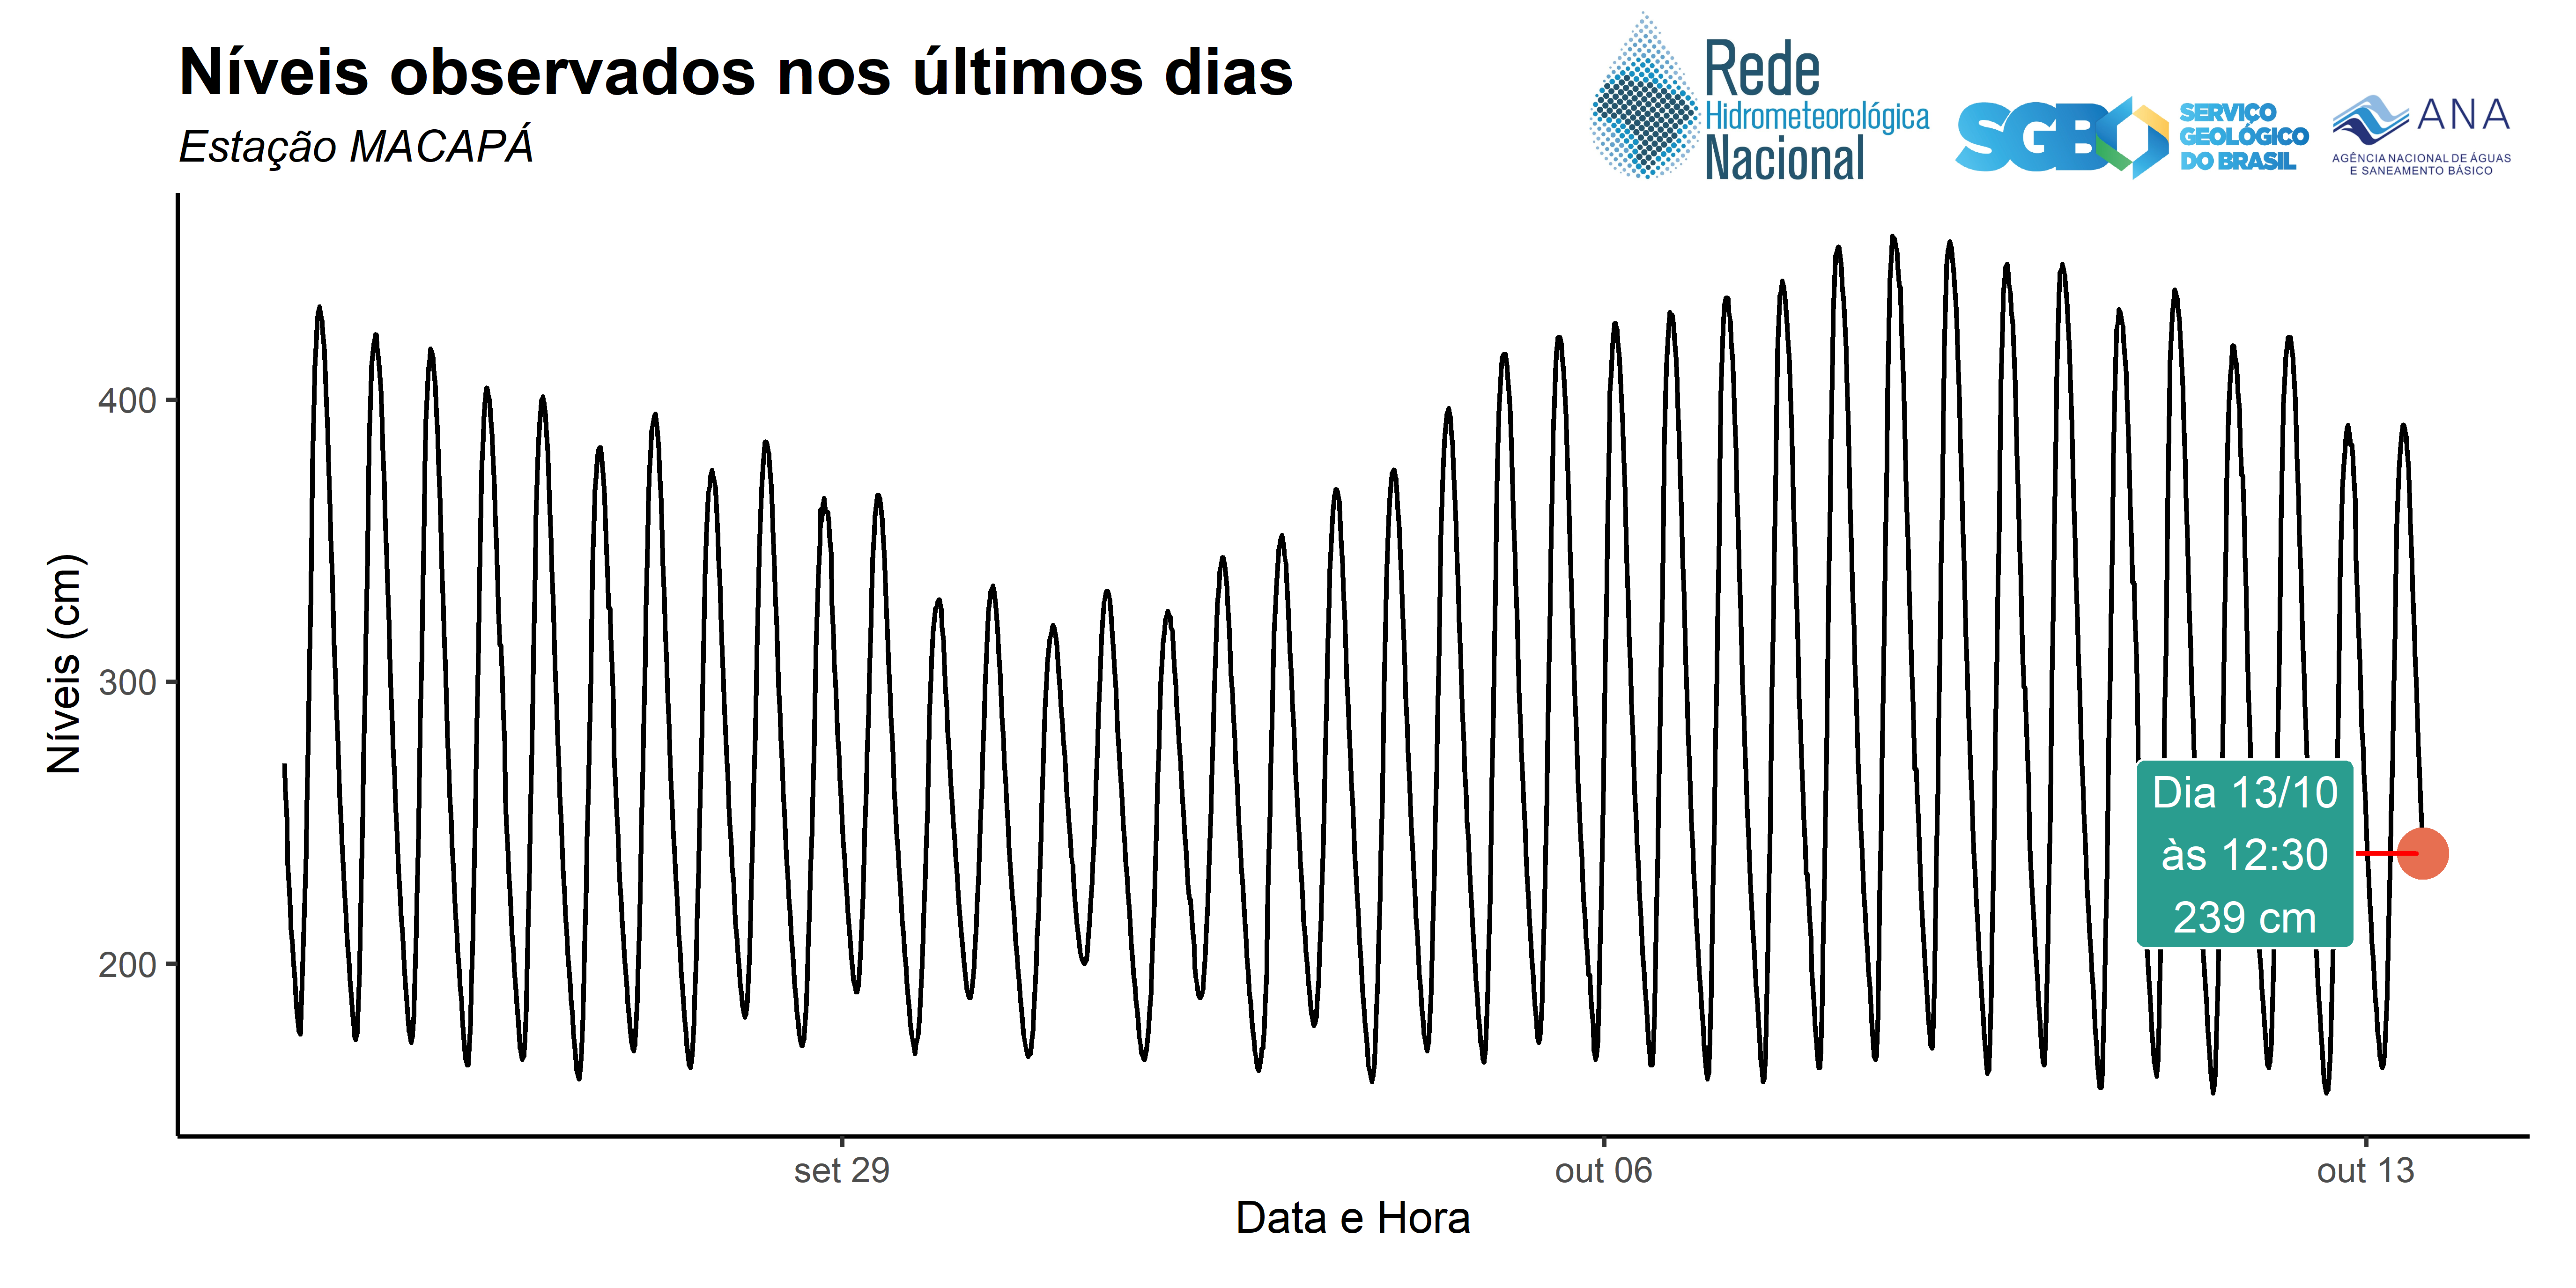 Níveis observados nos últimos dias
Estação MACAPÁ
Rede
Hidrometeorológica
Nacional
SGB
SERVIÇO
GEOLÓGICO
DO BRASIL
ANA
AGÊNCIA NACIONAL DE ÁGUAS
E SANEAMENTO BÁSICO
Níveis (cm)
400
300
200
Dia 13/10
às 12:30
239 cm
set 29
out 06
out 13
Data e Hora